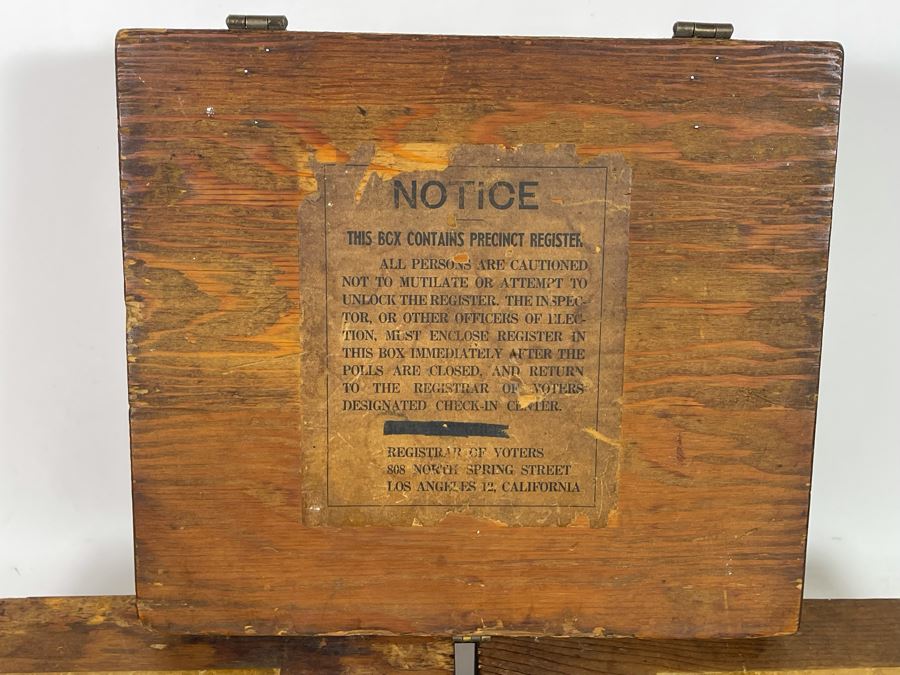 NOTICE
THIS BOX CONTAINS PRECINCT REGISTER
ALL PERSONS ARE CAUTIONED
NOT TO MUTILATE OR ATTEMPT TO
UNLOCK THE REGISTER. THE INSPEC-
TOR, OR OTHER OFFICERS OF ELEC-
TION, MUST ENCLOSE REGISTER IN
THIS BOX IMMEDIATELY AFTER THE
POLLS ARE CLOSED, AND RETURN
TO THE REGISTRAR OF VOTERS
DESIGNATED CHECK-IN CENTER.
REGISTRAR OF VOTERS
808 NORTH SPRING STREET
LOS ANGELES 12, CALIFORNIA